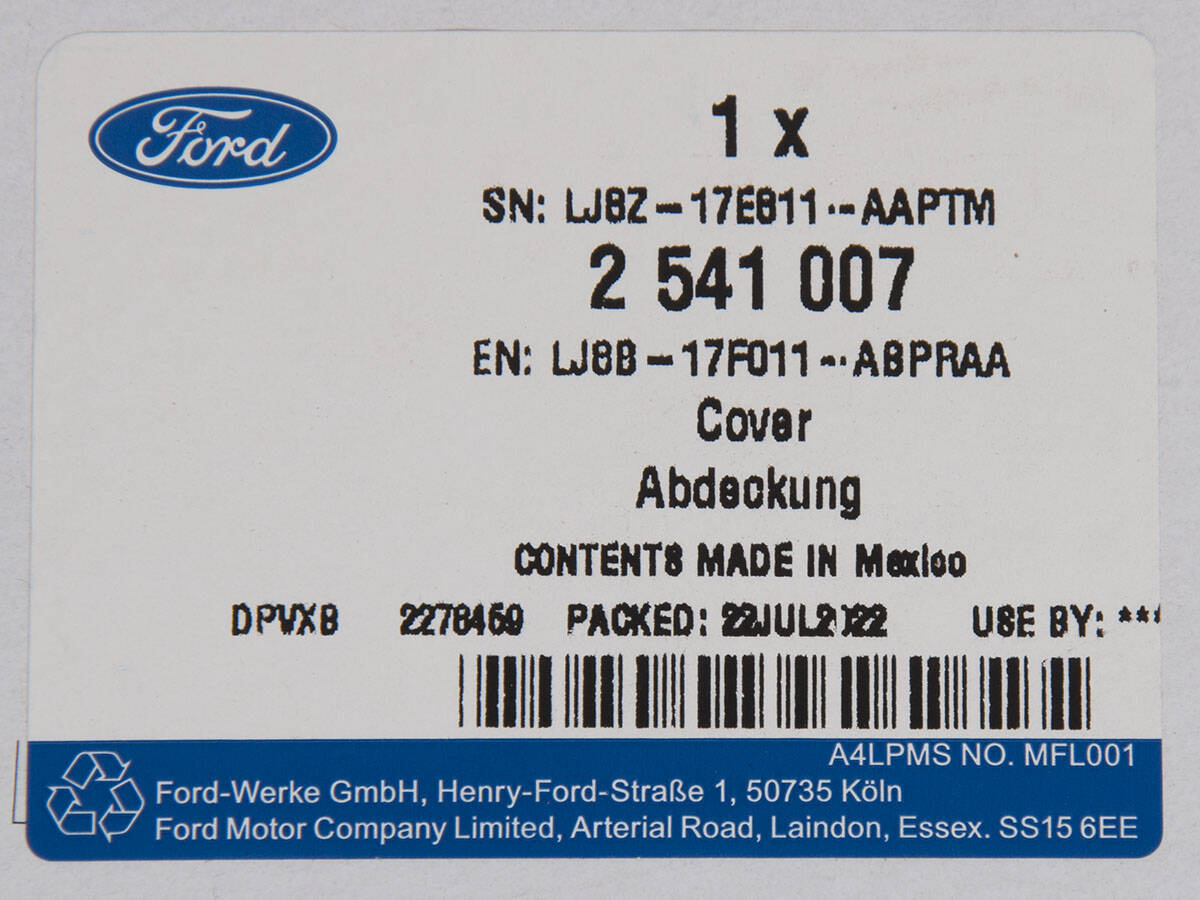 Ford
1 x
SN: LJ8Z-17E811--AAPTM
2 541 007
EN: LJ8B-17F011--ABPRAA
Cover
Abdeckung
CONTENTS MADE IN Mexico
DPVXB 2278459 PACKED: 22JUL2022 USE BY: ***
A4LPMS NO. MFL001
Ford-Werke GmbH, Henry-Ford-Straße 1, 50735 Köln
Ford Motor Company Limited, Arterial Road, Laindon, Essex. SS15 6EE